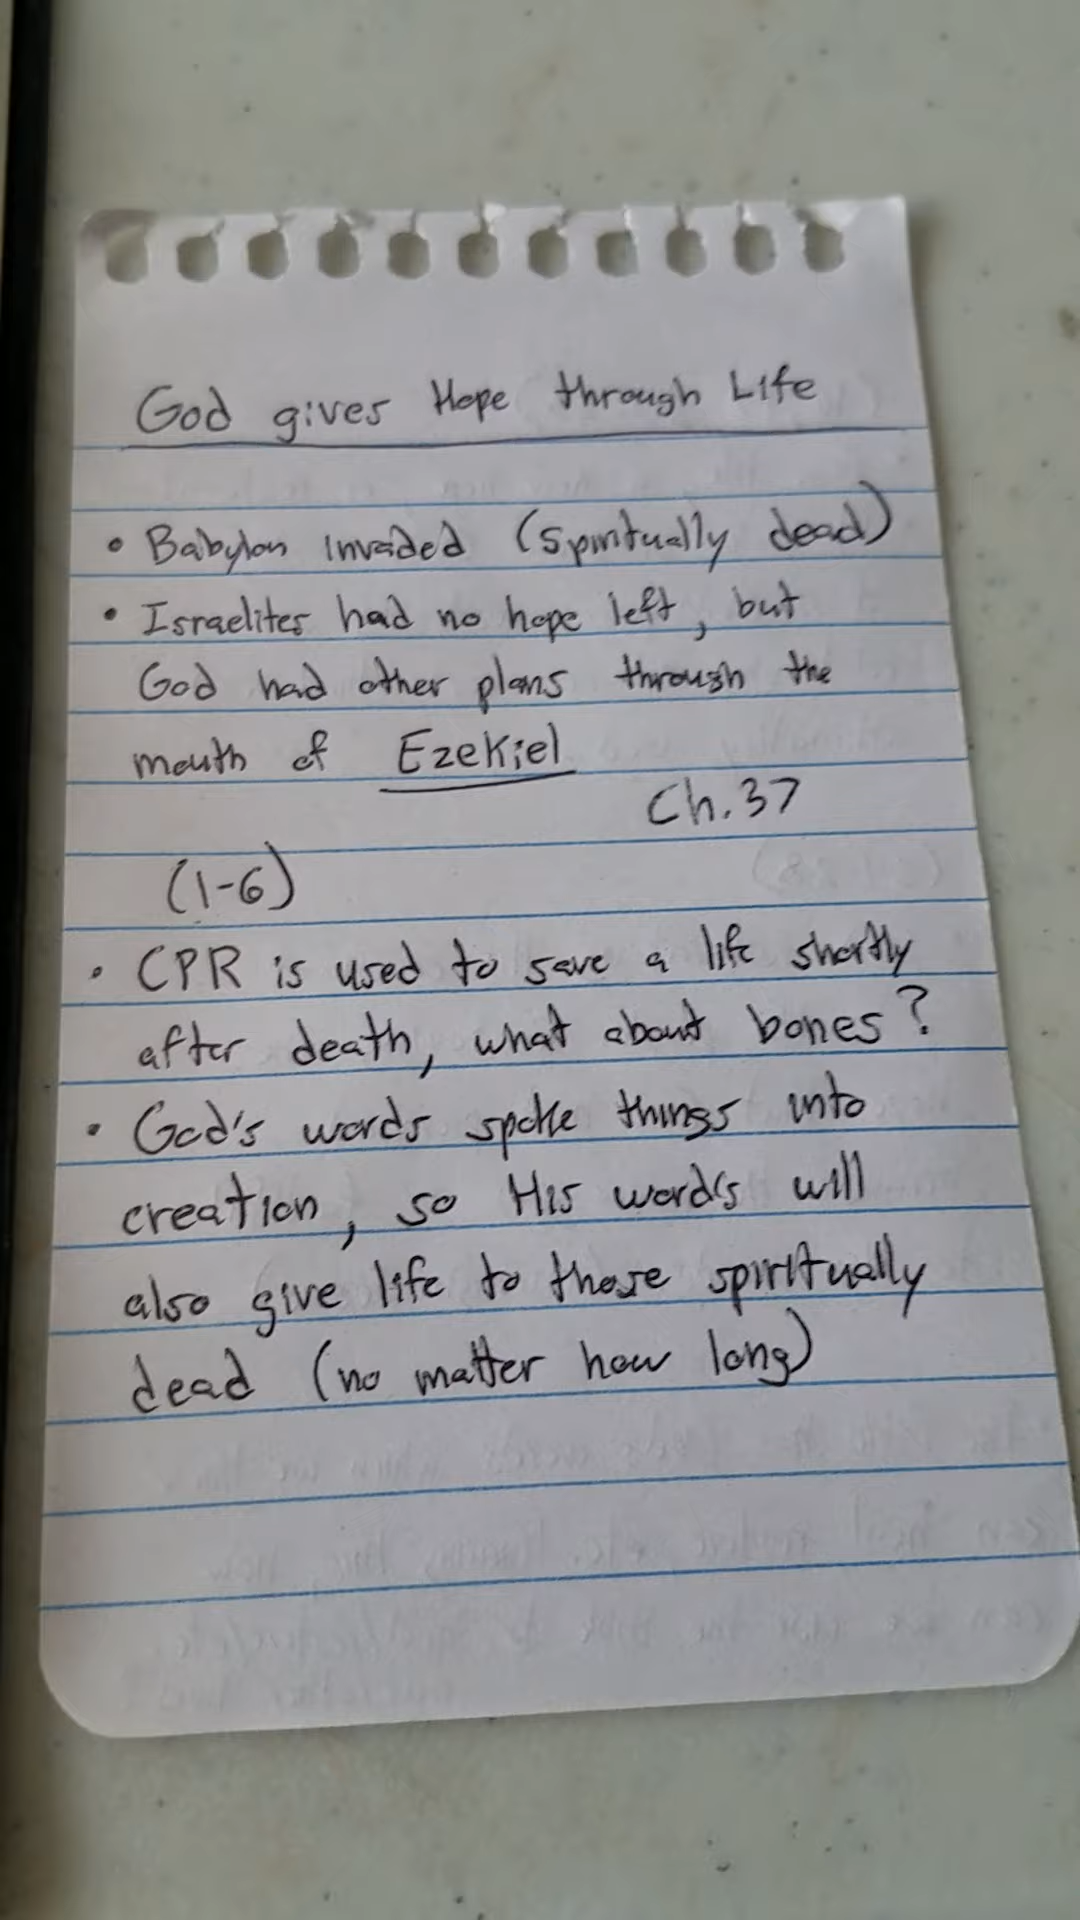 God gives Hope through Life
• Babylon invaded (Spiritually dead)
• Israelites had no hope left, but
God had other plans through the
mouth of Ezekiel
Ch. 37
(1-6)
• CPR is used to save a life shortly
after death, what about bones?
• God's words spoke things into
creation, so His word/s will
also give life to those spiritually
dead (no matter how long)